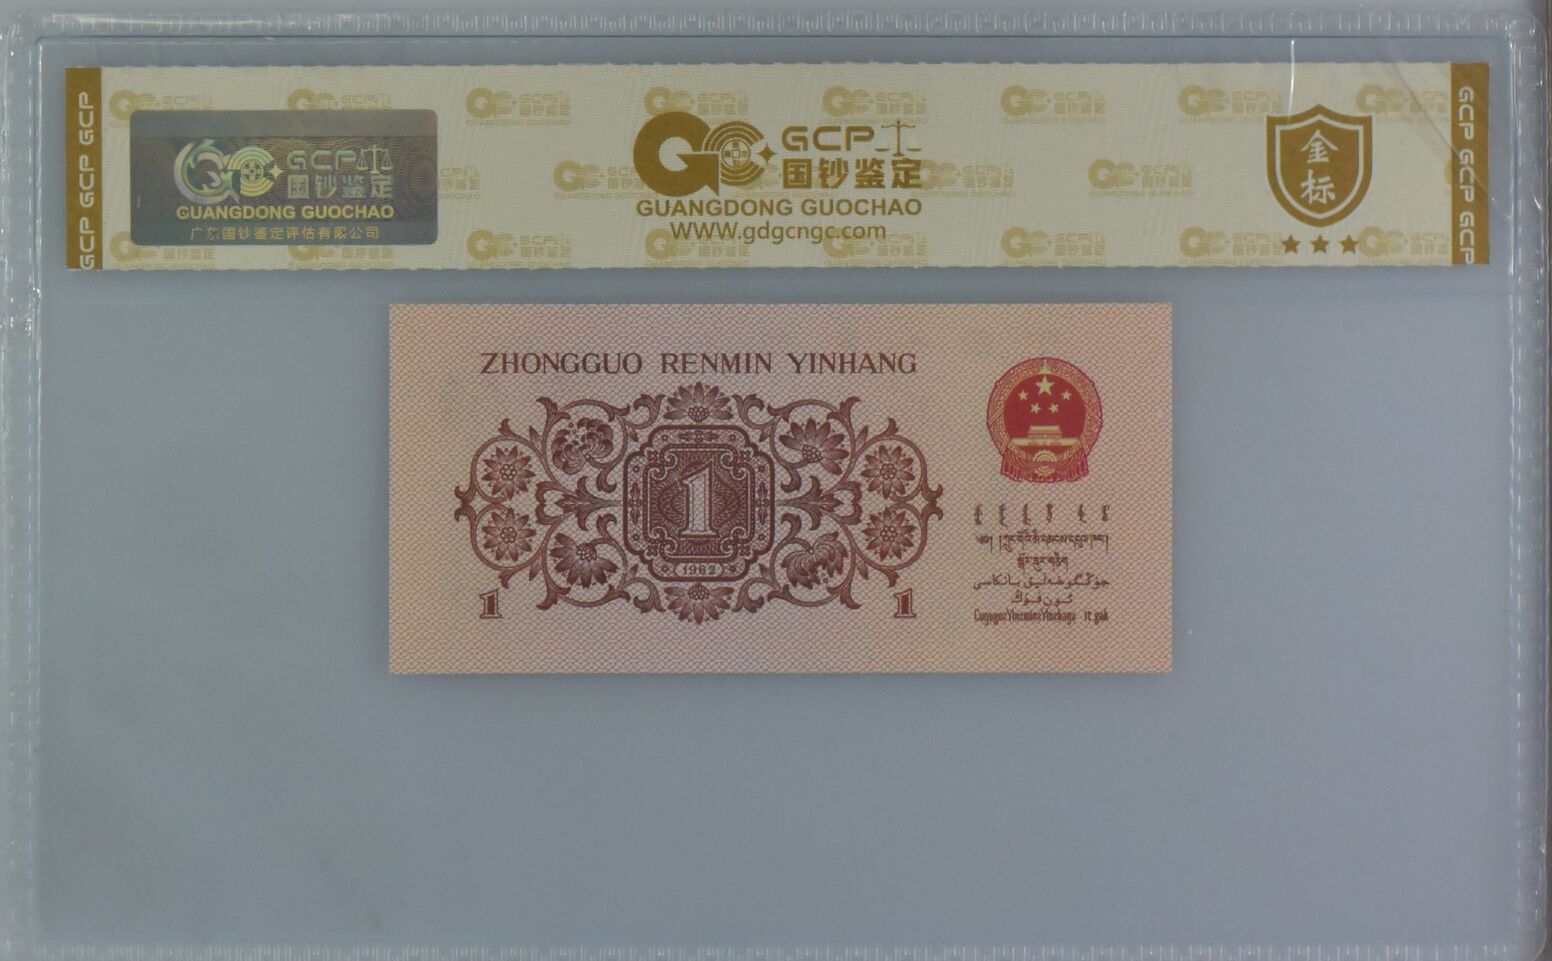 GCP GCP GCP
GCP
国钞鉴定
GUANGDONG GUOCHAO
广东国钞鉴定评估有限公司
GCP
国钞鉴定
GUANGDONG GUOCHAO
WWW.gdgcngc.com
金
标
GCP GCP GCP
ZHONGGUO RENMIN YINHANG
1
1962
1
1